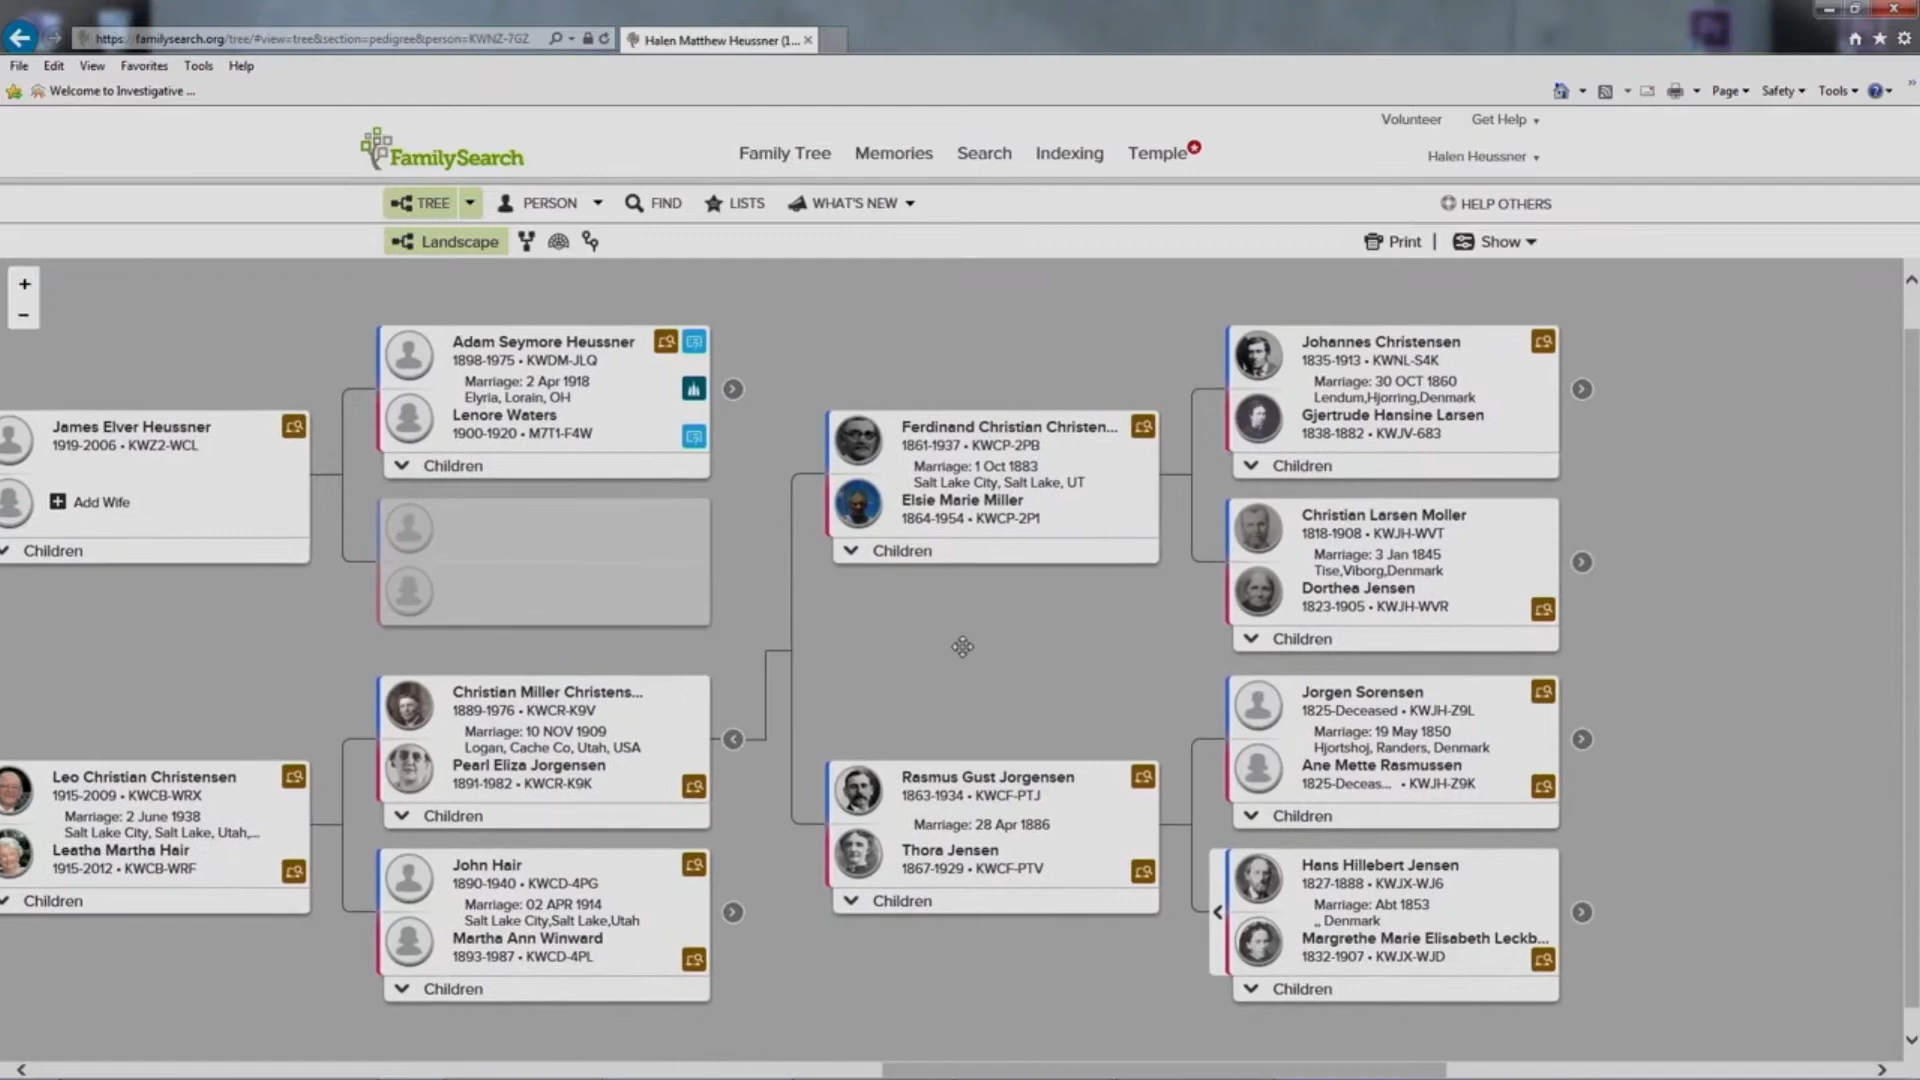 https://familysearch.org/tree/#view=tree&section=pedigree&person=KWNZ-7GZ
Halen Matthew Heussner (1...
File Edit View Favorites Tools Help
Welcome to Investigative ...
Page Safety Tools
Volunteer Get Help
FamilySearch
Family Tree Memories Search Indexing Temple
Halen Heussner
TREE PERSON FIND LISTS WHAT'S NEW HELP OTHERS
Landscape Print Show
+
−
James Elver Heussner
1919-2006 • KWZ2-WCL
Add Wife
Children
Leo Christian Christensen
1915-2009 • KWCB-WRX
Marriage: 2 June 1938
Salt Lake City, Salt Lake, Utah,...
Leatha Martha Hair
1915-2012 • KWCB-WRF
Children
Adam Seymore Heussner
1898-1975 • KWDM-JLQ
Marriage: 2 Apr 1918
Elyria, Lorain, OH
Lenore Waters
1900-1920 • M7T1-F4W
Children
Christian Miller Christens...
1889-1976 • KWCR-K9V
Marriage: 10 NOV 1909
Logan, Cache Co, Utah, USA
Pearl Eliza Jorgensen
1891-1982 • KWCR-K9K
Children
John Hair
1890-1940 • KWCD-4PG
Marriage: 02 APR 1914
Salt Lake City,Salt Lake,Utah
Martha Ann Winward
1893-1987 • KWCD-4PL
Children
Ferdinand Christian Christen...
1861-1937 • KWCP-2PB
Marriage: 1 Oct 1883
Salt Lake City, Salt Lake, UT
Elsie Marie Miller
1864-1954 • KWCP-2P1
Children
Rasmus Gust Jorgensen
1863-1934 • KWCF-PTJ
Marriage: 28 Apr 1886
Thora Jensen
1867-1929 • KWCF-PTV
Children
Johannes Christensen
1835-1913 • KWNL-S4K
Marriage: 30 OCT 1860
Lendum,Hjorring,Denmark
Gjertrude Hansine Larsen
1838-1882 • KWJV-683
Children
Christian Larsen Moller
1818-1908 • KWJH-WVT
Marriage: 3 Jan 1845
Tise,Viborg,Denmark
Dorthea Jensen
1823-1905 • KWJH-WVR
Children
Jorgen Sorensen
1825-Deceased • KWJH-Z9L
Marriage: 19 May 1850
Hjortshoj, Randers, Denmark
Ane Mette Rasmussen
1825-Deceas... • KWJH-Z9K
Children
Hans Hillebert Jensen
1827-1888 • KWJX-WJ6
Marriage: Abt 1853
,, Denmark
Margrethe Marie Elisabeth Leckb...
1832-1907 • KWJX-WJD
Children